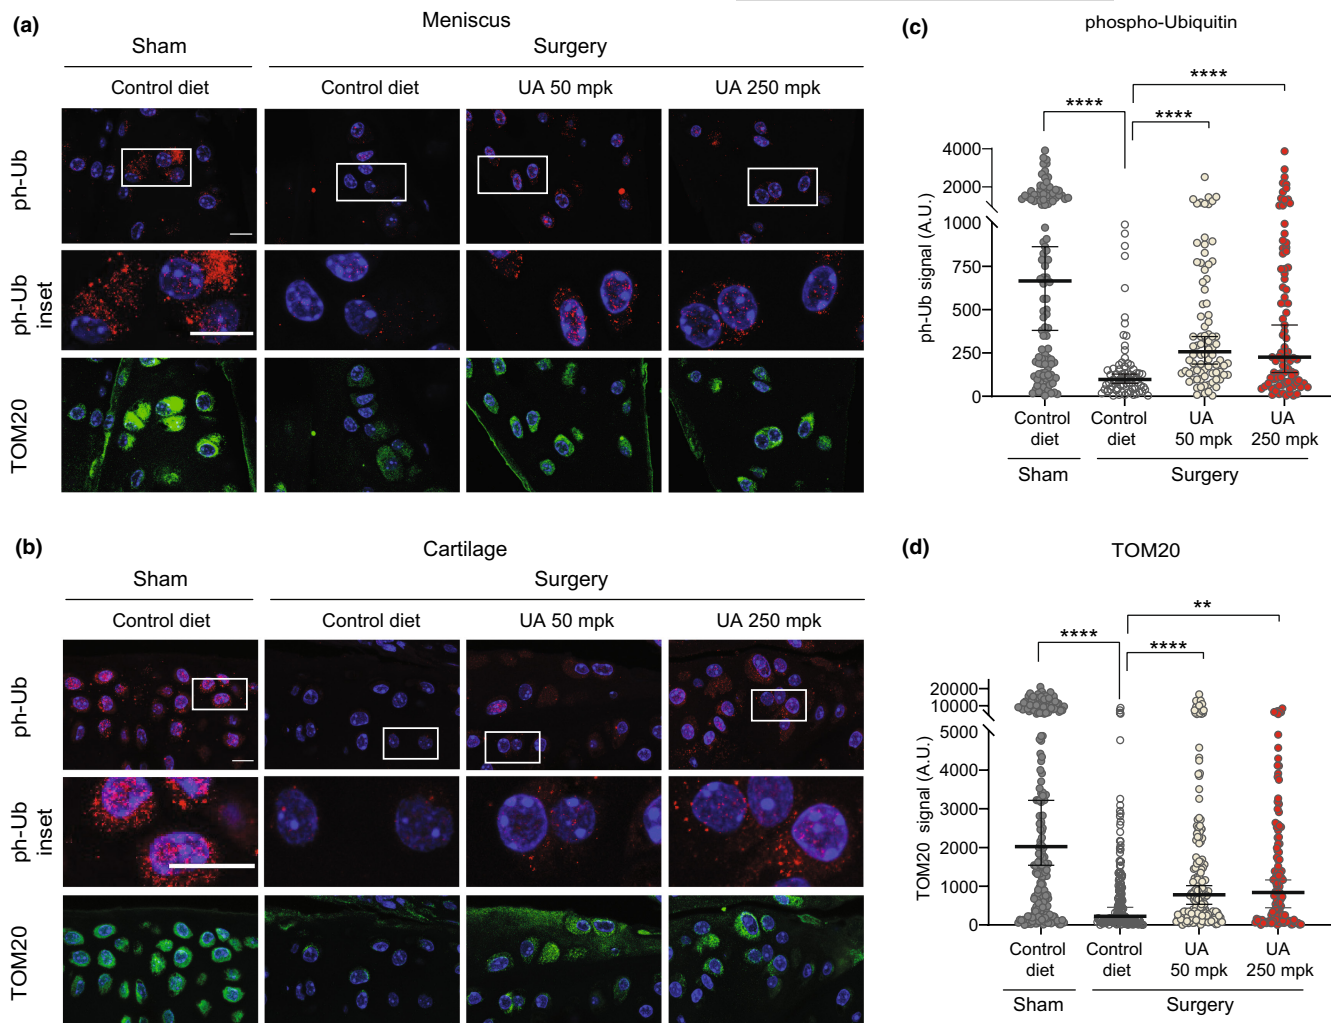 (a)
Meniscus
Sham
Surgery
Control diet
Control diet
UA 50 mpk
UA 250 mpk
ph-Ub
ph-Ub
inset
TOM20
(b)
Cartilage
Sham
Surgery
Control diet
Control diet
UA 50 mpk
UA 250 mpk
ph-Ub
ph-Ub
inset
TOM20
(c)
phospho-Ubiquitin
****
****
****
ph-Ub signal (A.U.)
4000
2000
1000
750
500
250
0
Control
diet
Control
diet
UA
50 mpk
UA
250 mpk
Sham
Surgery
(d)
TOM20
**
****
****
TOM20 signal (A.U.)
20000
10000
5000
4000
3000
2000
1000
0
Control
diet
Control
diet
UA
50 mpk
UA
250 mpk
Sham
Surgery